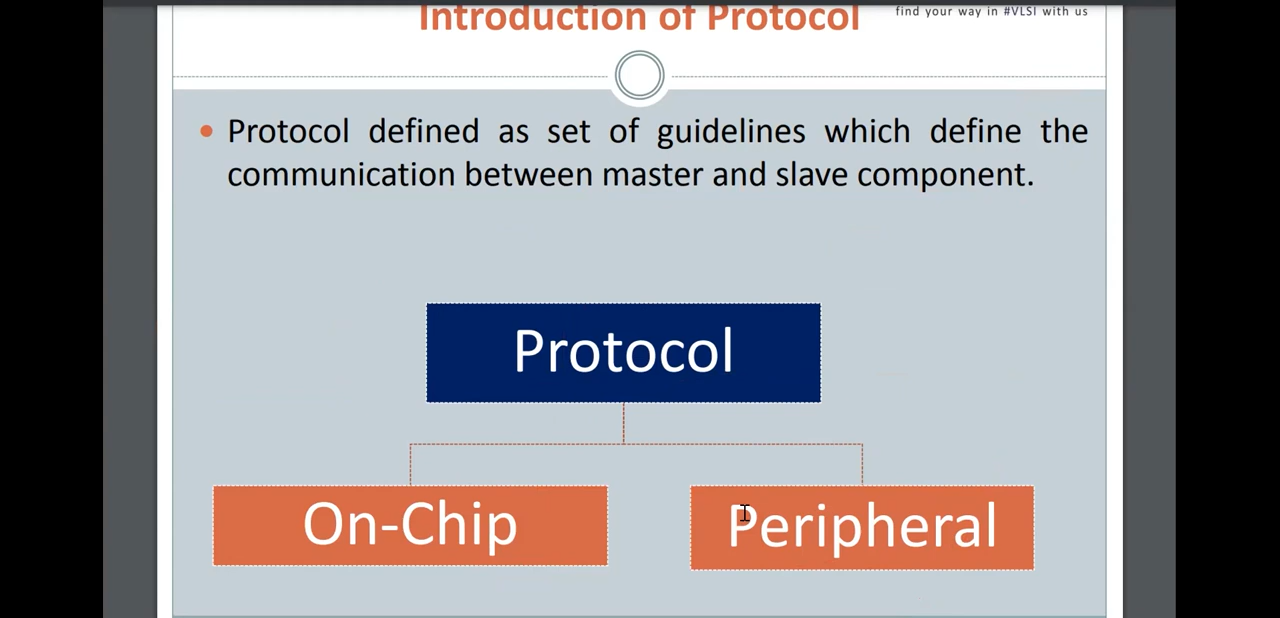 Introduction of Protocol
find your way in #VLSI with us
Protocol defined as set of guidelines which define the
communication between master and slave component.
Protocol
On-Chip
Peripheral